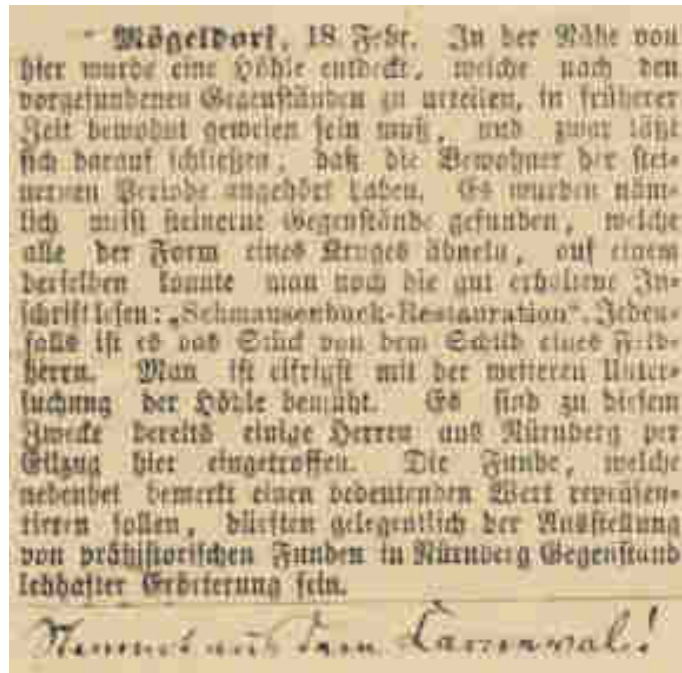 Mögeldorf, 18 Febr. In der Nähe von
hier wurde eine Höhle entdeckt, welche nach den
vorgefundenen Gegenständen zu urteilen, in früherer
Zeit bewohnt gewesen sein muß, und zwar läßt
sich darauf schließen, daß die Bewohner der stei-
nernen Periode angehört haben. Es wurden näm-
lich meist steinerne Gegenstände gefunden, welche
alle der Form eines Kruges ähneln, auf einem
derselben konnte man noch die gut erhaltene In-
schrift lesen: „Schmausenbuck-Restauration“. Jeden-
falls ist es das Stück von dem Schild eines Feld-
herrn. Man ist eifrigst mit der weiteren Unter-
suchung der Höhle bemüht. Es sind zu diesem
Zwecke bereits einige Herren aus Nürnberg per
Eilzug hier eingetroffen. Die Funde, welche
nebenbei bemerkt einen bedeutenden Wert repräsen-
tieren sollen, dürften gelegentlich der Ausstellung
von prähistorischen Funden in Nürnberg Gegenstand
lebhafter Erörterung sein.
aus dem Carneval!